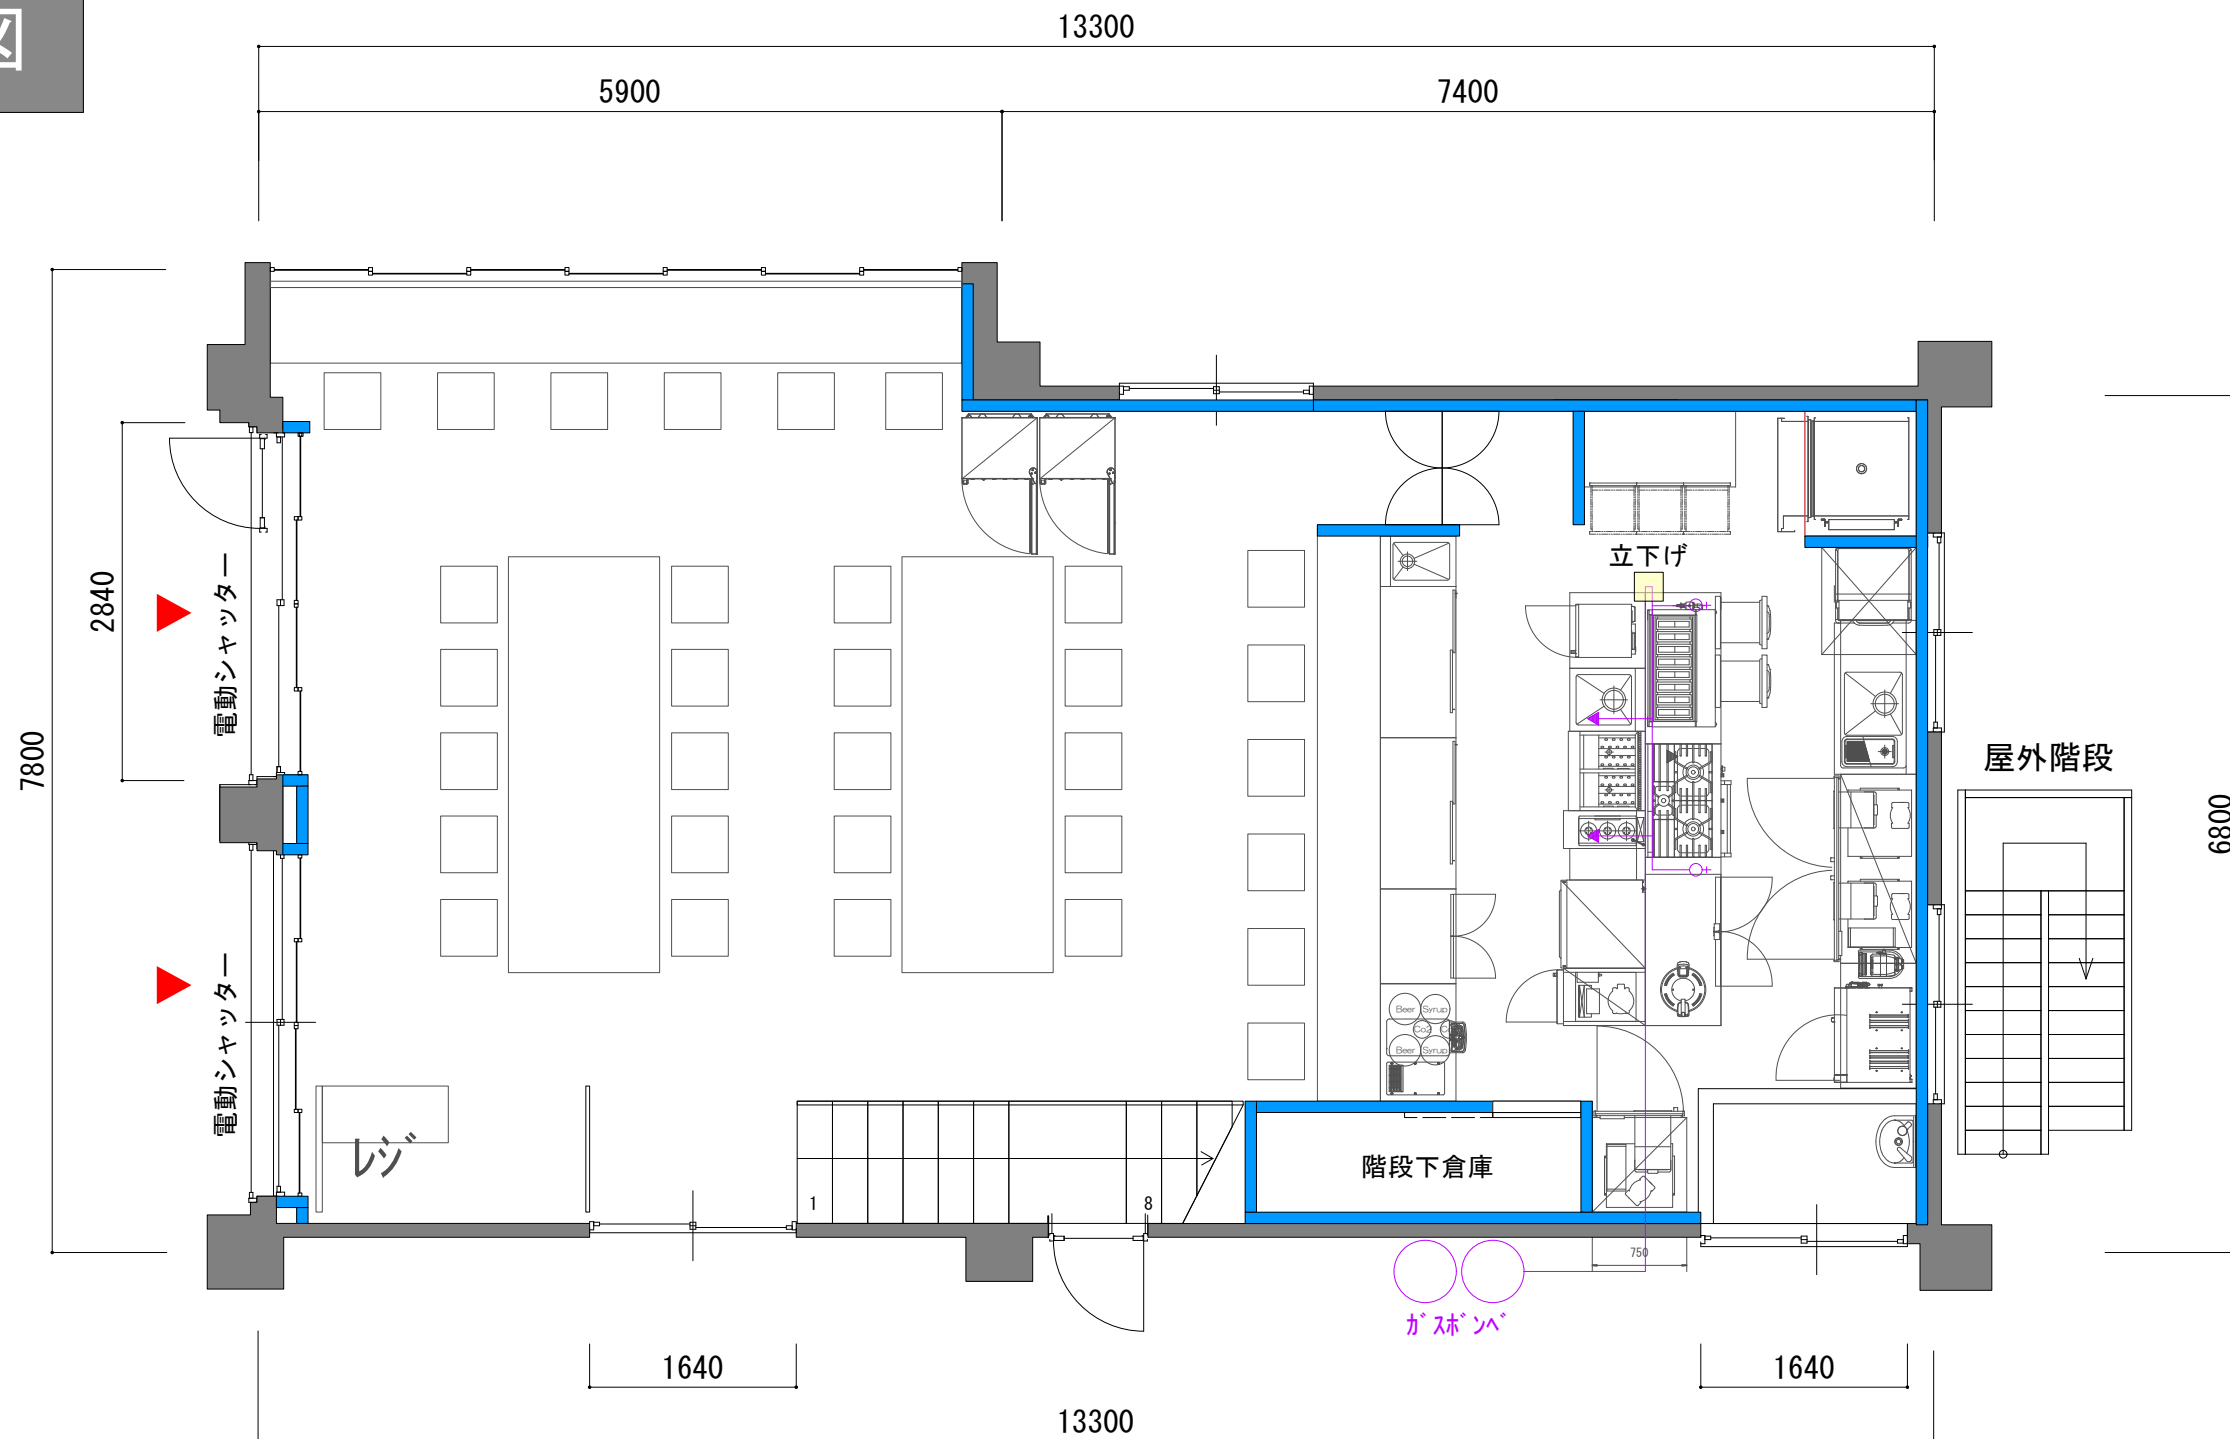 図
13300
5900
7400
2840
7800
電動シャッター
電動シャッター
立下げ
屋外階段
6800
Beer
Syrup
Co2
Beer
Syrup
レジ
1
8
階段下倉庫
750
ｶﾞｽﾎﾞﾝﾍﾞ
1640
1640
13300